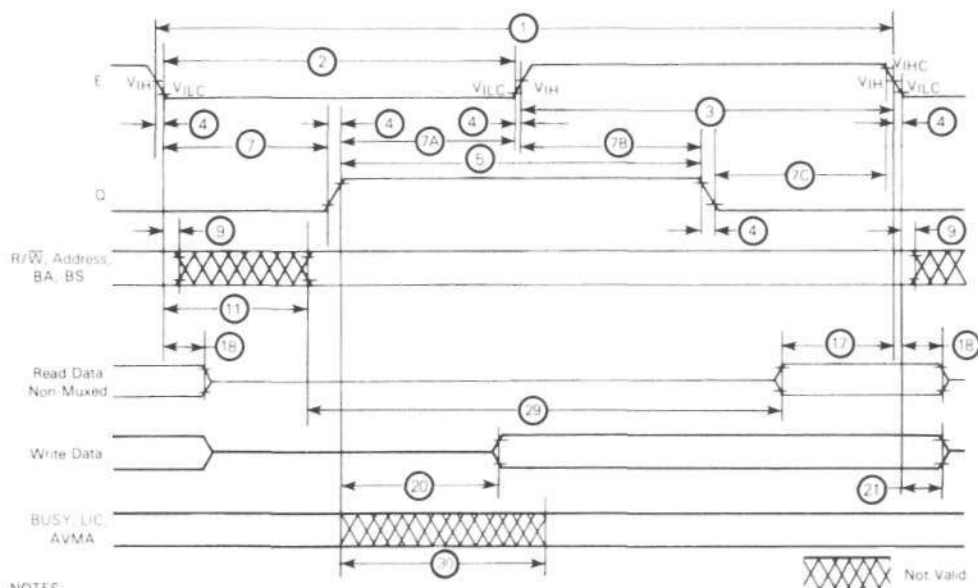 1
2
E
VIH
VILC
VILC
VIH
VIHC
VIH
VILC
3
4
7
4
4
7A
7B
4
5
7C
Q
4
9
9
R/W̅, Address,
BA, BS
11
18
17
18
Read Data
Non-Muxed
29
Write Data
20
21
BUSY, LIC,
AVMA
30
Not Valid
NOTES: